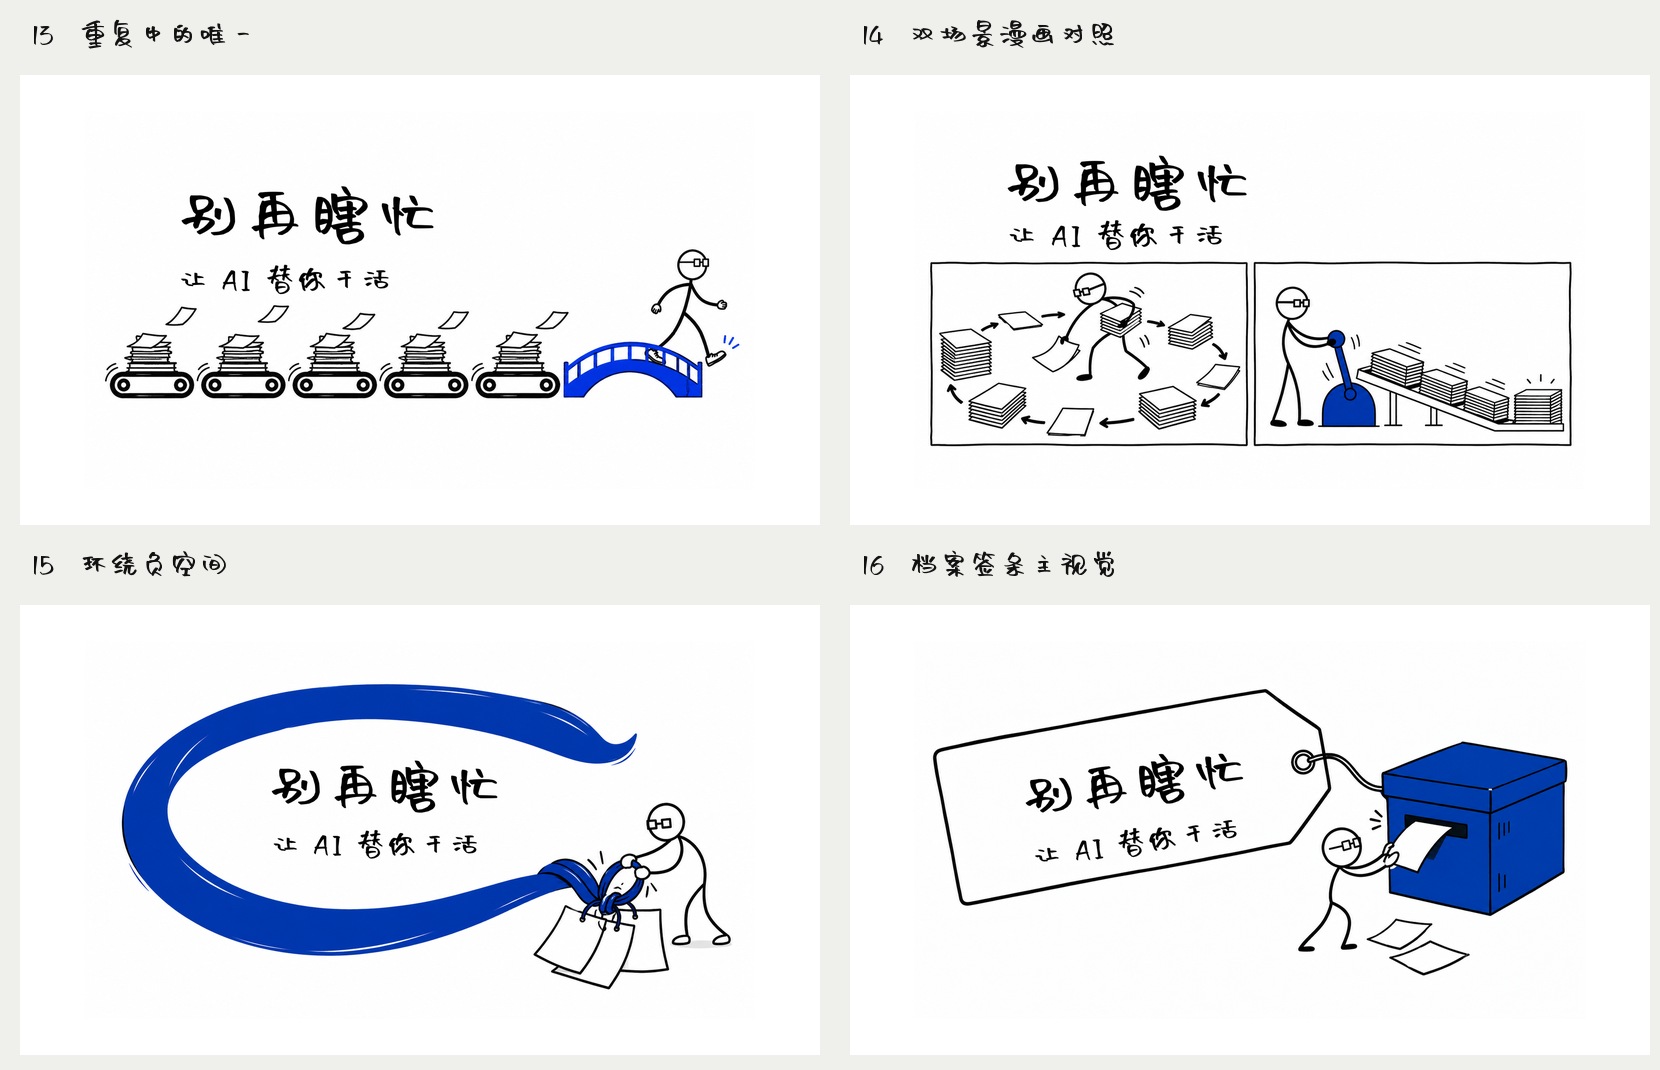 13 重复中的唯一
别再瞎忙
让 AI 替你干活
14 双场景漫画对照
别再瞎忙
让 AI 替你干活
15 环绕负空间
别再瞎忙
让 AI 替你干活
16 档案签条主视觉
别再瞎忙
让 AI 替你干活